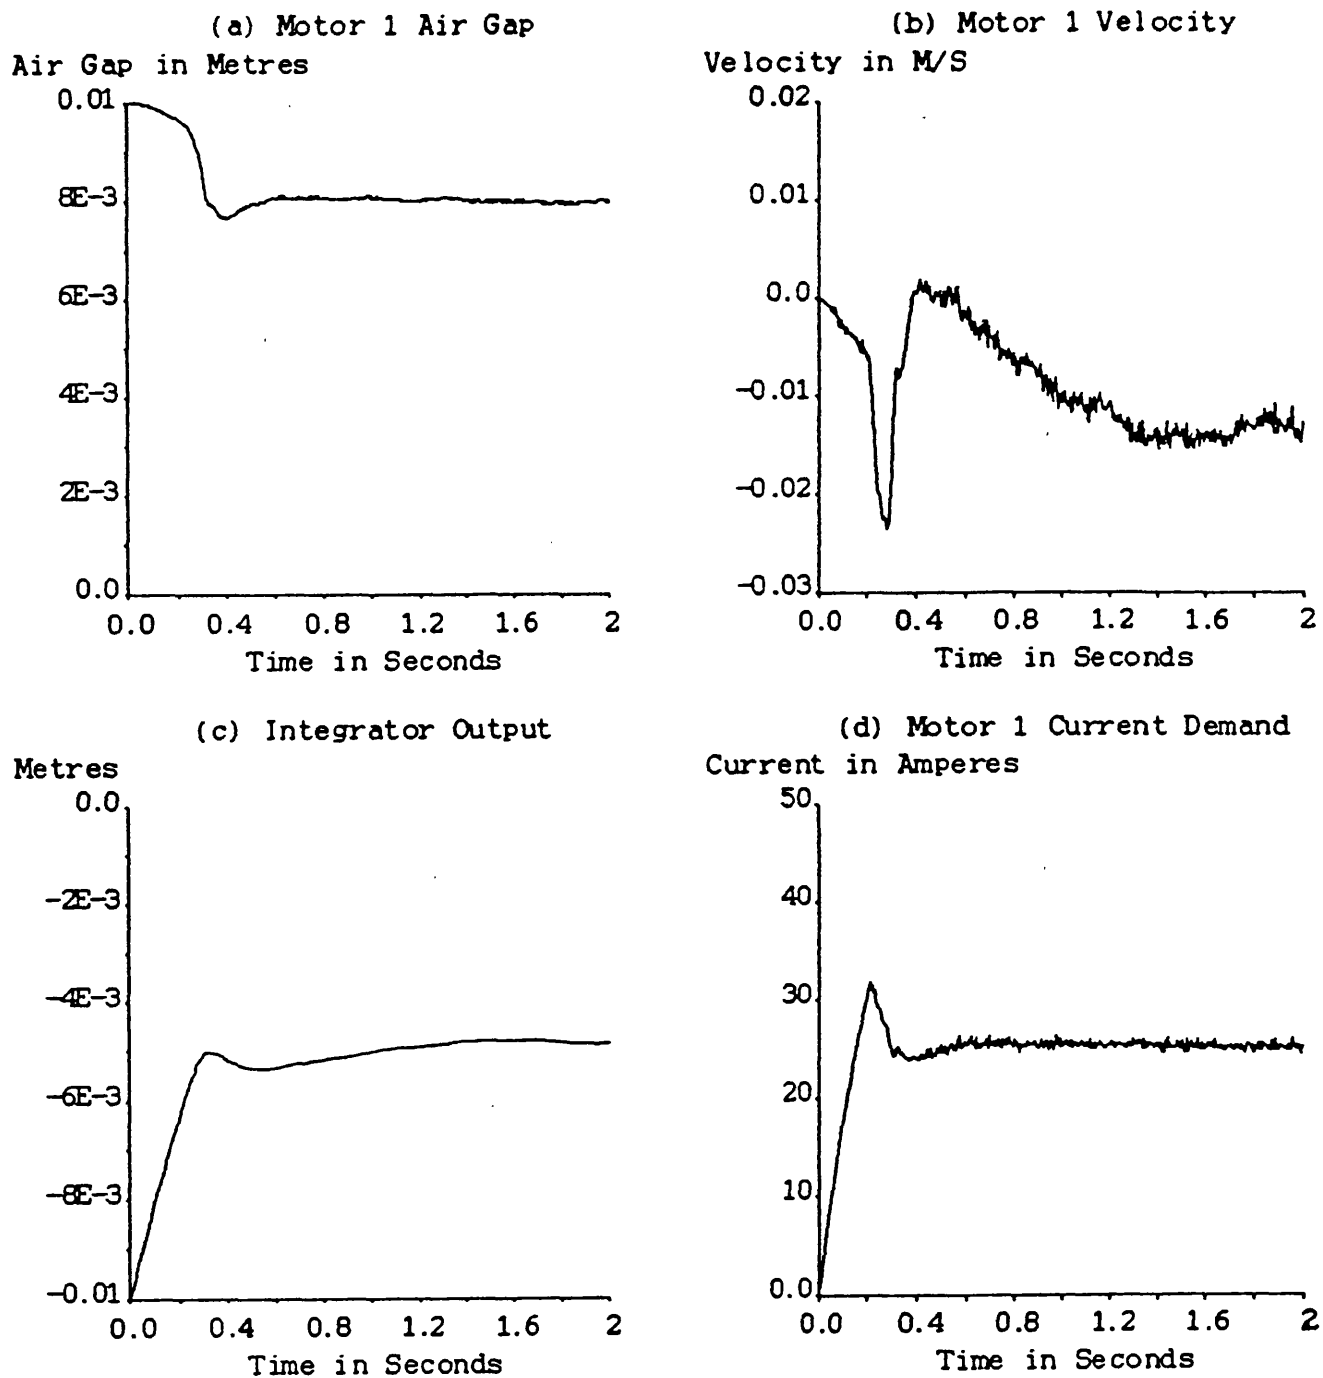 (a) Motor 1 Air Gap
Air Gap in Metres
0.01
8E-3
6E-3
4E-3
2E-3
0.0
0.0 0.4 0.8 1.2 1.6 2
Time in Seconds
(b) Motor 1 Velocity
Velocity in M/S
0.02
0.01
0.0
-0.01
-0.02
-0.03
0.0 0.4 0.8 1.2 1.6 2
Time in Seconds
(c) Integrator Output
Metres
0.0
-2E-3
-4E-3
-6E-3
-8E-3
-0.01
0.0 0.4 0.8 1.2 1.6 2
Time in Seconds
(d) Motor 1 Current Demand
Current in Amperes
50
40
30
20
10
0.0
0.0 0.4 0.8 1.2 1.6 2
Time in Seconds